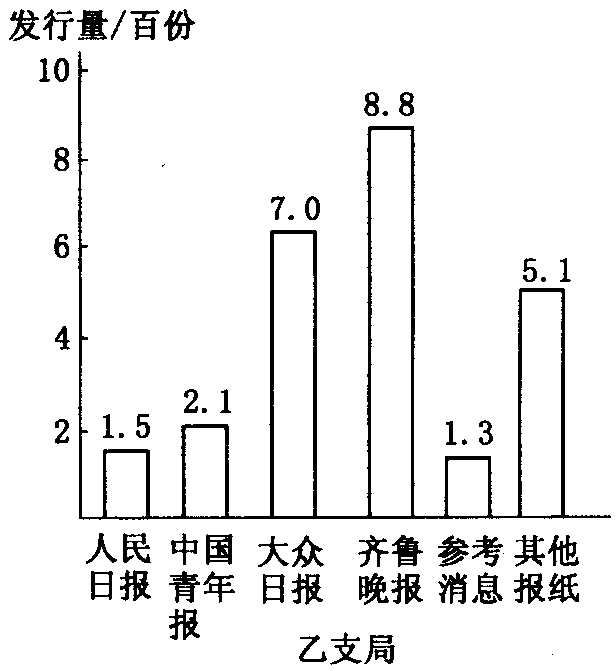 发行量/百份
10
8
6
4
2
1.5
2.1
7.0
8.8
1.3
5.1
人民日报
中国青年报
大众日报
齐鲁晚报
参考消息
其他报纸
乙支局